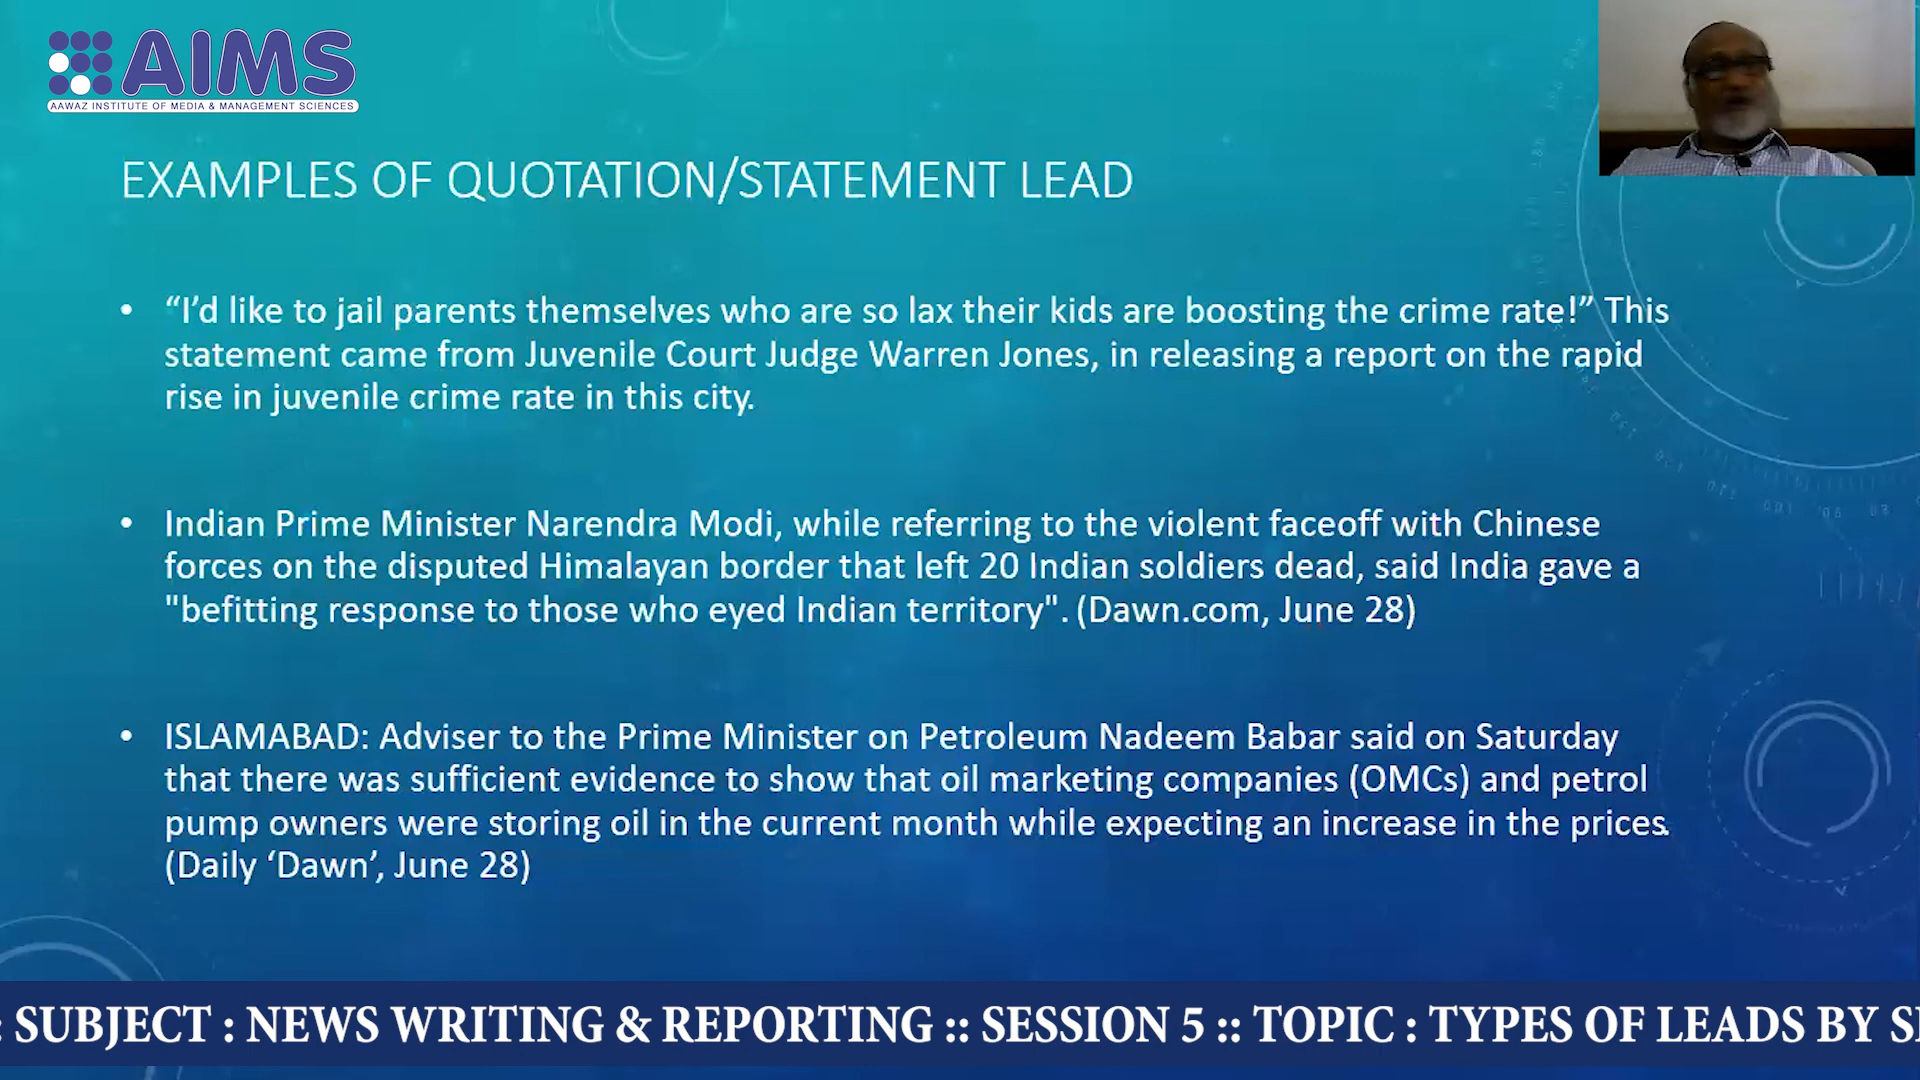 AIMS
AAWAZ INSTITUTE OF MEDIA & MANAGEMENT SCIENCES
EXAMPLES OF QUOTATION/STATEMENT LEAD
• “I’d like to jail parents themselves who are so lax their kids are boosting the crime rate!” This
statement came from Juvenile Court Judge Warren Jones, in releasing a report on the rapid
rise in juvenile crime rate in this city.
• Indian Prime Minister Narendra Modi, while referring to the violent faceoff with Chinese
forces on the disputed Himalayan border that left 20 Indian soldiers dead, said India gave a
"befitting response to those who eyed Indian territory". (Dawn.com, June 28)
• ISLAMABAD: Adviser to the Prime Minister on Petroleum Nadeem Babar said on Saturday
that there was sufficient evidence to show that oil marketing companies (OMCs) and petrol
pump owners were storing oil in the current month while expecting an increase in the prices.
(Daily ‘Dawn’, June 28)
: SUBJECT : NEWS WRITING & REPORTING :: SESSION 5 :: TOPIC : TYPES OF LEADS BY